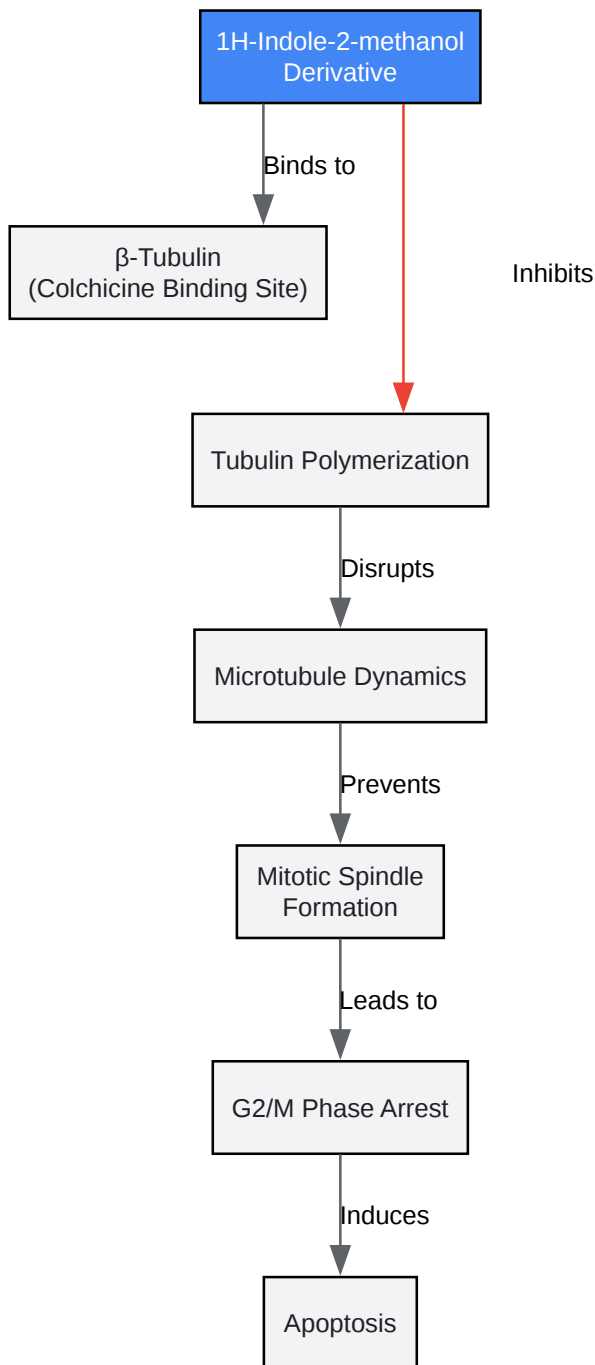 1H-Indole-2-methanol
Derivative
Binds to
β-Tubulin
(Colchicine Binding Site)
Inhibits
Tubulin Polymerization
Disrupts
Microtubule Dynamics
Prevents
Mitotic Spindle
Formation
Leads to
G2/M Phase Arrest
Induces
Apoptosis